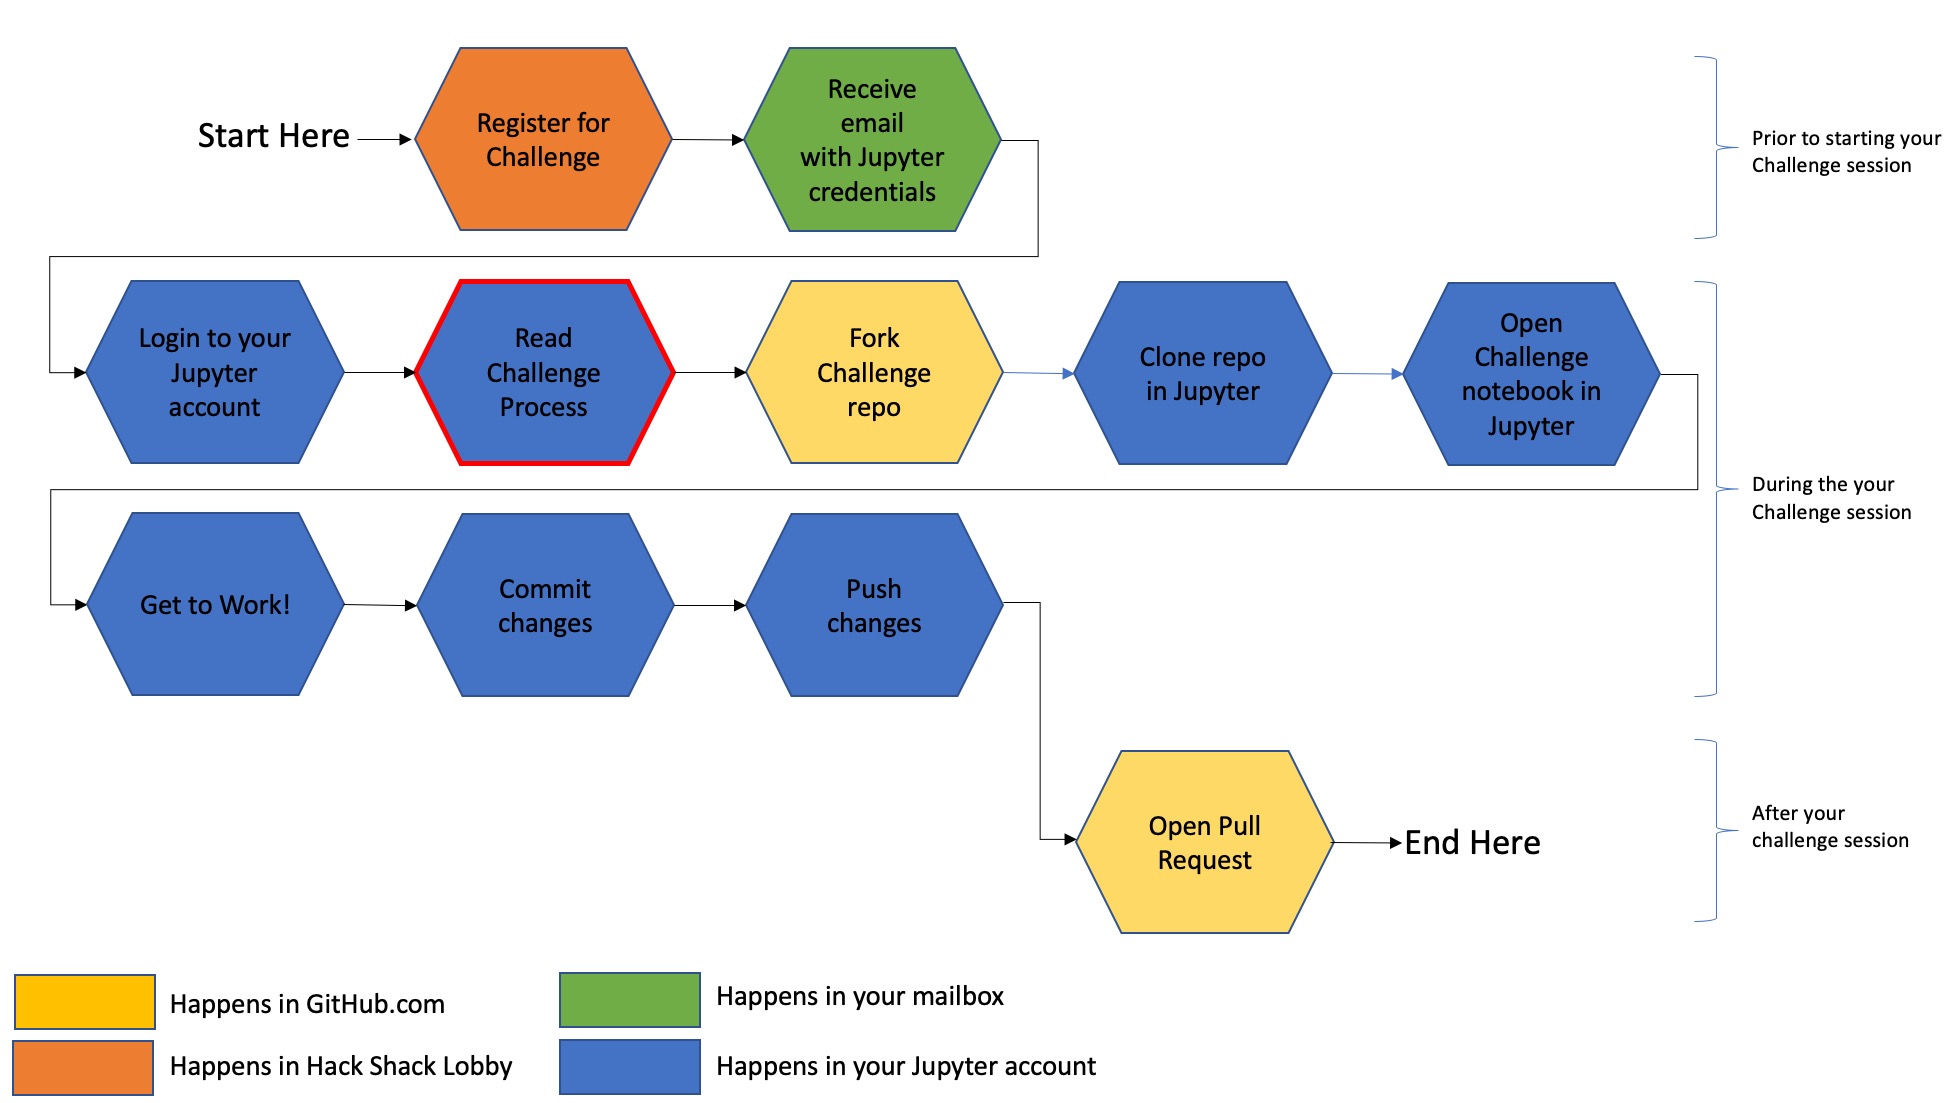 Start Here
Register for
Challenge
Receive
email
with Jupyter
credentials
Prior to starting your
Challenge session
Login to your
Jupyter
account
Read
Challenge
Process
Fork
Challenge
repo
Clone repo
in Jupyter
Open
Challenge
notebook in
Jupyter
During the your
Challenge session
Get to Work!
Commit
changes
Push
changes
Open Pull
Request
End Here
After your
challenge session
Happens in GitHub.com
Happens in your mailbox
Happens in Hack Shack Lobby
Happens in your Jupyter account